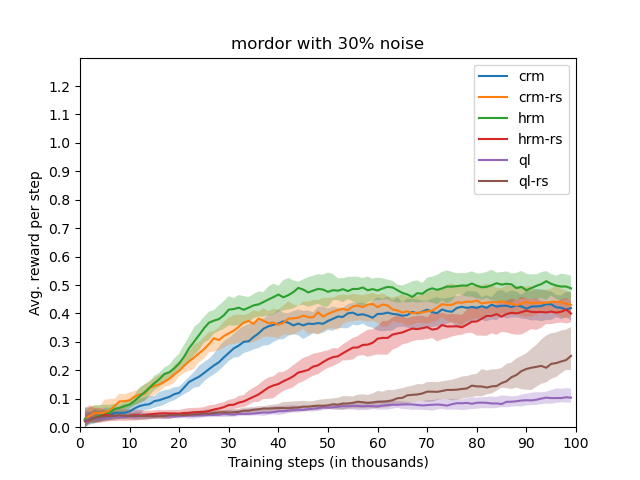 mordor with 30% noise
crm
crm-rs
hrm
hrm-rs
ql
ql-rs
Avg. reward per step
1.2
1.1
1.0
0.9
0.8
0.7
0.6
0.5
0.4
0.3
0.2
0.1
0.0
0 10 20 30 40 50 60 70 80 90 100
Training steps (in thousands)